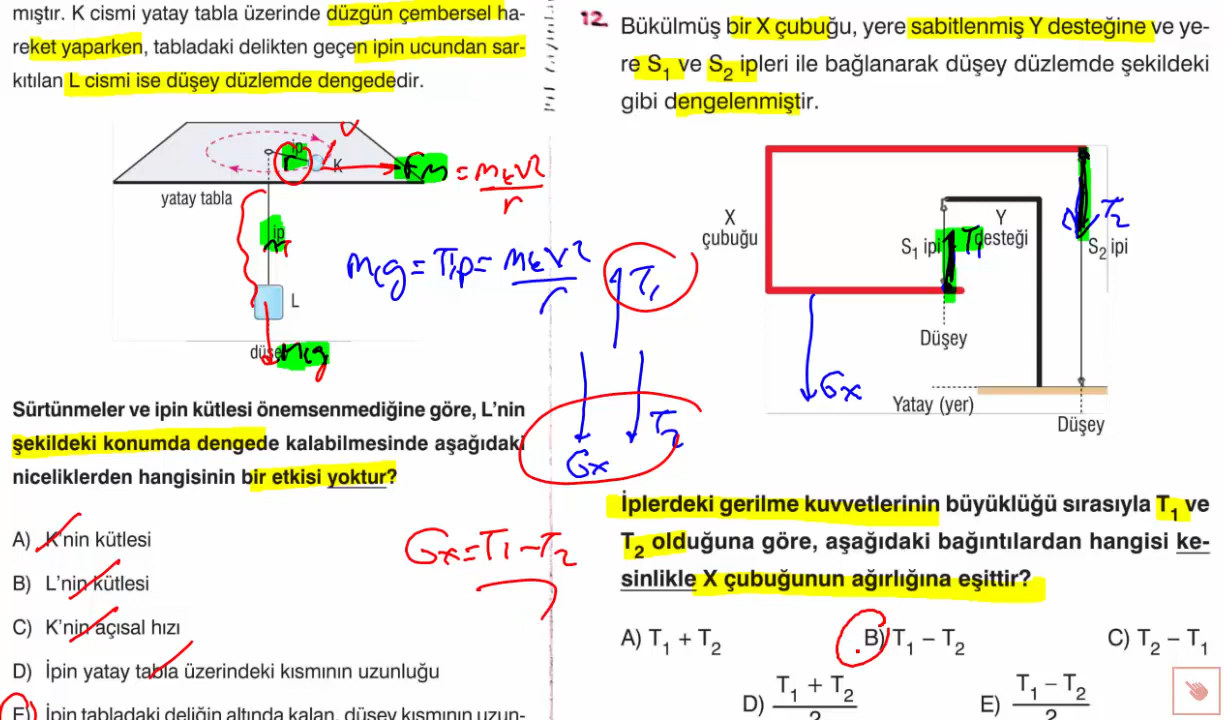 mıştır. K cismi yatay tabla üzerinde düzgün çembersel ha-
reket yaparken, tabladaki delikten geçen ipin ucundan sar-
kıtılan L cismi ise düşey düzlemde dengededir.
ip
r
v
K
Fm = mkv²/r
yatay tabla
ip
L
mLg = Tip = mkv²/r
düşey
mLg
Sürtünmeler ve ipin kütlesi önemsenmediğine göre, L'nin
şekildeki konumda dengede kalabilmesinde aşağıdaki
niceliklerden hangisinin bir etkisi yoktur?
A) K'nin kütlesi
B) L'nin kütlesi
C) K'nin açısal hızı
D) İpin yatay tabla üzerindeki kısmının uzunluğu
E) İpin tabladaki deliğin altında kalan, düşey kısmının uzun-
12
Bükülmüş bir X çubuğu, yere sabitlenmiş Y desteğine ve ye-
re S₁ ve S₂ ipleri ile bağlanarak düşey düzlemde şekildeki
gibi dengelenmiştir.
X
çubuğu
Y
desteği
S₁ ipi
T₁
T₂
S₂ ipi
Düşey
Gx
Yatay (yer)
Düşey
T₁
Gx
T₂
Gx=T₁-T₂
İplerdeki gerilme kuvvetlerinin büyüklüğü sırasıyla T₁ ve
T₂ olduğuna göre, aşağıdaki bağıntılardan hangisi ke-
sinlikle X çubuğunun ağırlığına eşittir?
A) T₁ + T₂
B) T₁ – T₂
C) T₂ – T₁
D) T₁ + T₂ / 2
E) T₁ – T₂ / 2